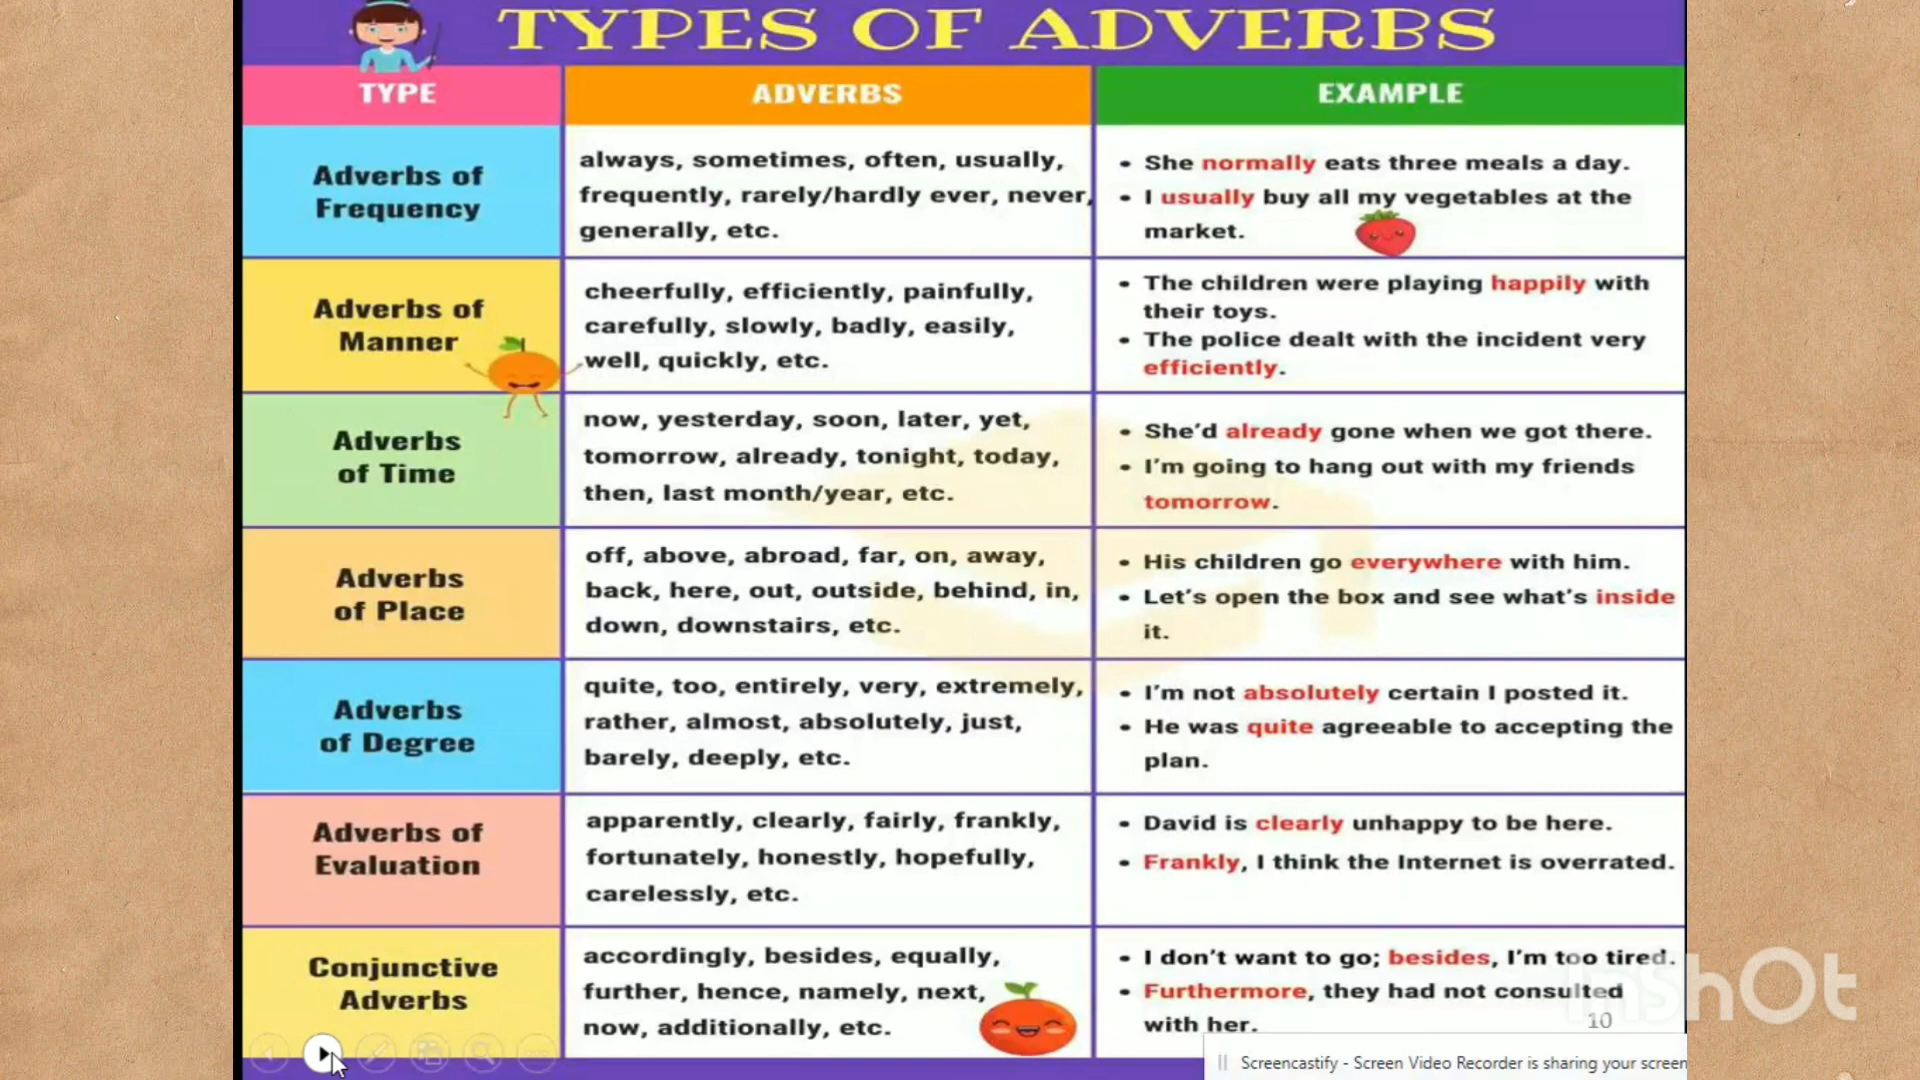 TYPES OF ADVERBS
TYPE
ADVERBS
EXAMPLE
Adverbs of
Frequency
always, sometimes, often, usually,
frequently, rarely/hardly ever, never,
generally, etc.
• She normally eats three meals a day.
• I usually buy all my vegetables at the
market.
Adverbs of
Manner
cheerfully, efficiently, painfully,
carefully, slowly, badly, easily,
well, quickly, etc.
• The children were playing happily with
their toys.
• The police dealt with the incident very
efficiently.
Adverbs
of Time
now, yesterday, soon, later, yet,
tomorrow, already, tonight, today,
then, last month/year, etc.
• She'd already gone when we got there.
• I'm going to hang out with my friends
tomorrow.
Adverbs
of Place
off, above, abroad, far, on, away,
back, here, out, outside, behind, in,
down, downstairs, etc.
• His children go everywhere with him.
• Let's open the box and see what's inside
it.
Adverbs
of Degree
quite, too, entirely, very, extremely,
rather, almost, absolutely, just,
barely, deeply, etc.
• I'm not absolutely certain I posted it.
• He was quite agreeable to accepting the
plan.
Adverbs of
Evaluation
apparently, clearly, fairly, frankly,
fortunately, honestly, hopefully,
carelessly, etc.
• David is clearly unhappy to be here.
• Frankly, I think the Internet is overrated.
Conjunctive
Adverbs
accordingly, besides, equally,
further, hence, namely, next,
now, additionally, etc.
• I don't want to go; besides, I'm too tired.
• Furthermore, they had not consulted
with her.
InShOt
10
Screencastify - Screen Video Recorder is sharing your screen